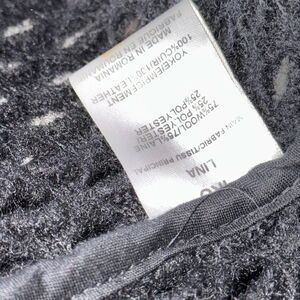 LINA
MAIN FABRIC/TISSU PRINCIPAL
75%WOOL/75%LAINE
25%POLYESTER
25%POLYESTER
YOKE/EMPIECEMENT
100%CUIR/100%LEATHER
MADE IN ROMANIA